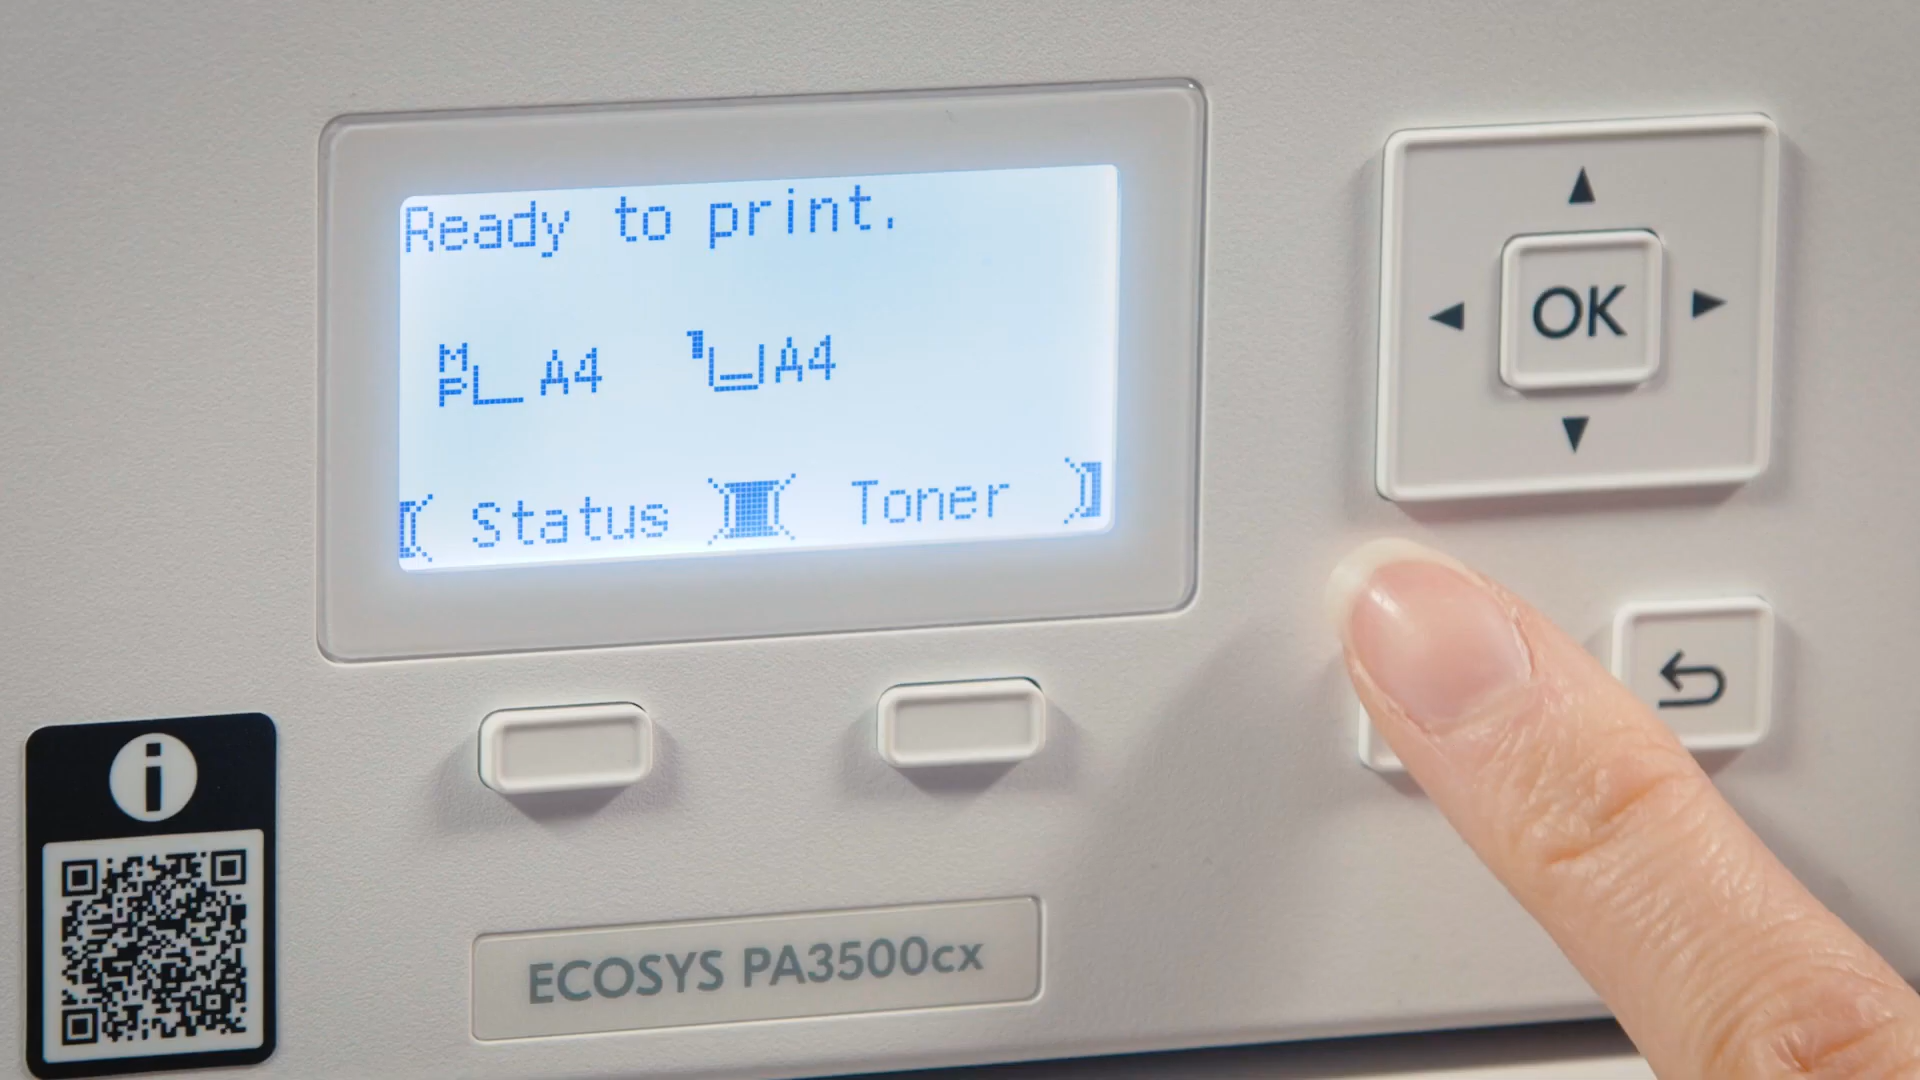 Ready to print.
MP A4 1 A4
[ Status ] [ Toner ]
OK
i
ECOSYS PA3500cx